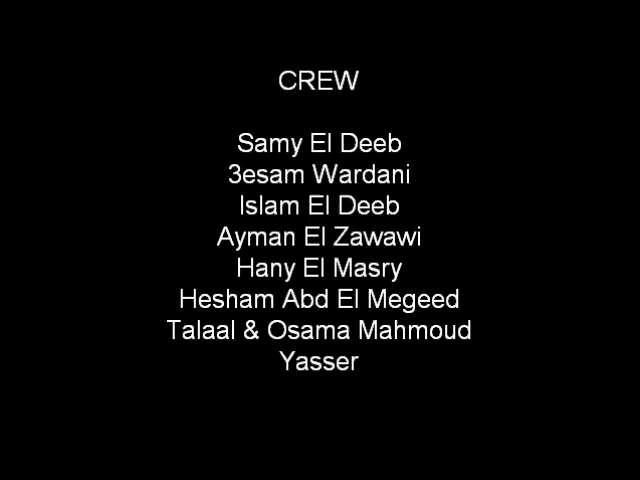 CREW
Samy El Deeb
3esam Wardani
Islam El Deeb
Ayman El Zawawi
Hany El Masry
Hesham Abd El Megeed
Talaal & Osama Mahmoud
Yasser